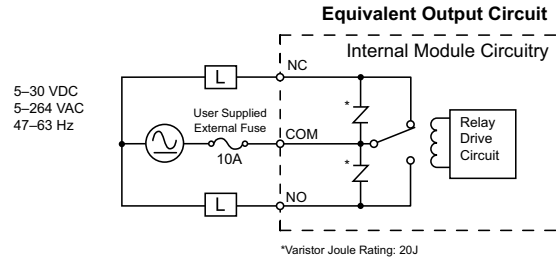 Equivalent Output Circuit
Internal Module Circuitry
NC
L
5–30 VDC
5–264 VAC
47–63 Hz
User Supplied
External Fuse
10A
COM
*
*
Relay
Drive
Circuit
L
NO
*Varistor Joule Rating: 20J